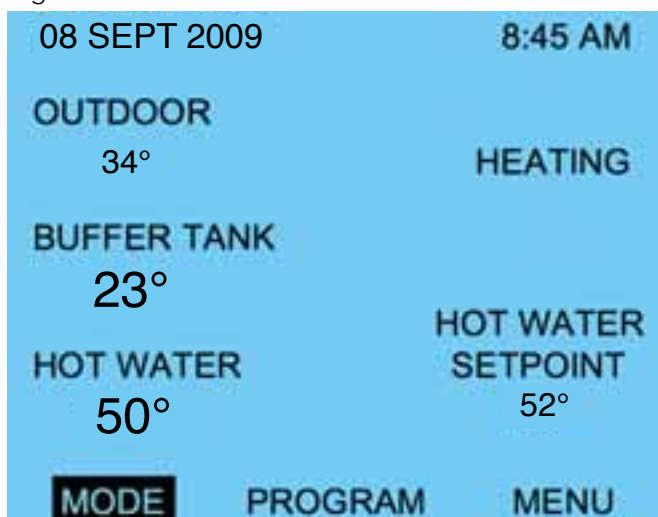 08 SEPT 2009 8:45 AM
OUTDOOR
34°
HEATING
BUFFER TANK
23°
HOT WATER
50°
HOT WATER
SETPOINT
52°
MODE PROGRAM MENU